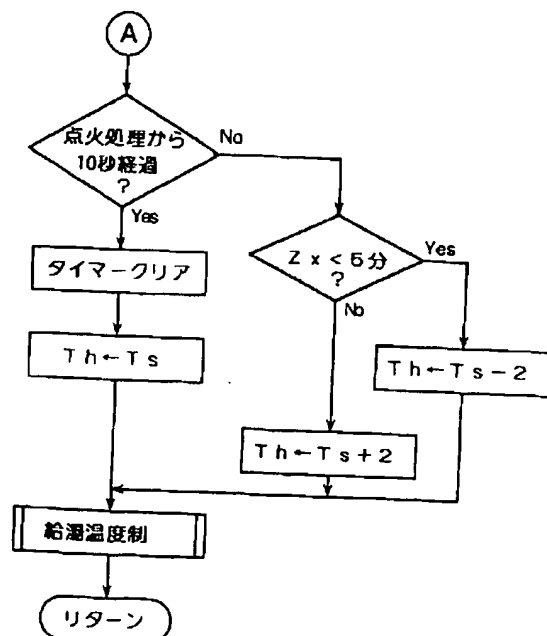 A
点火処理から
10秒経過
?
No
Yes
Zx<5分
?
Yes
No
タイマークリア
Th←Ts
Th←Ts-2
Th←Ts+2
給湯温度制
リターン